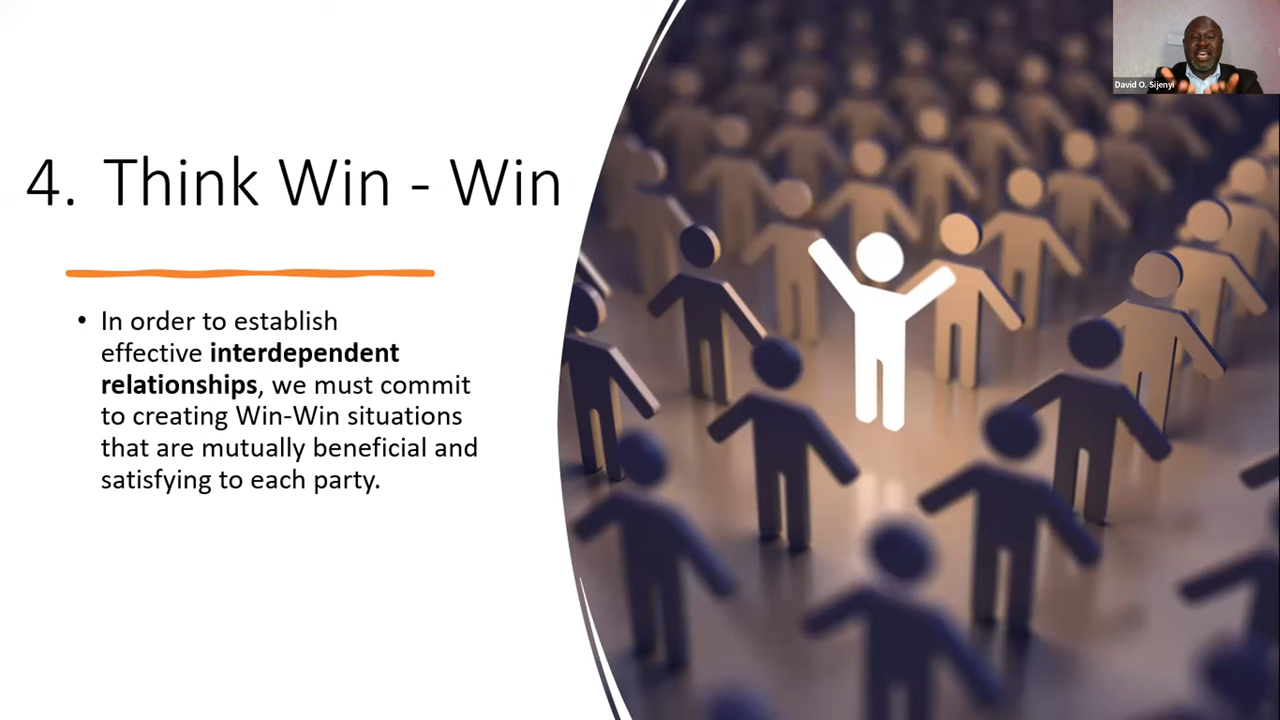 4. Think Win - Win
• In order to establish
effective interdependent
relationships, we must commit
to creating Win-Win situations
that are mutually beneficial and
satisfying to each party.
David O. Sijenyi